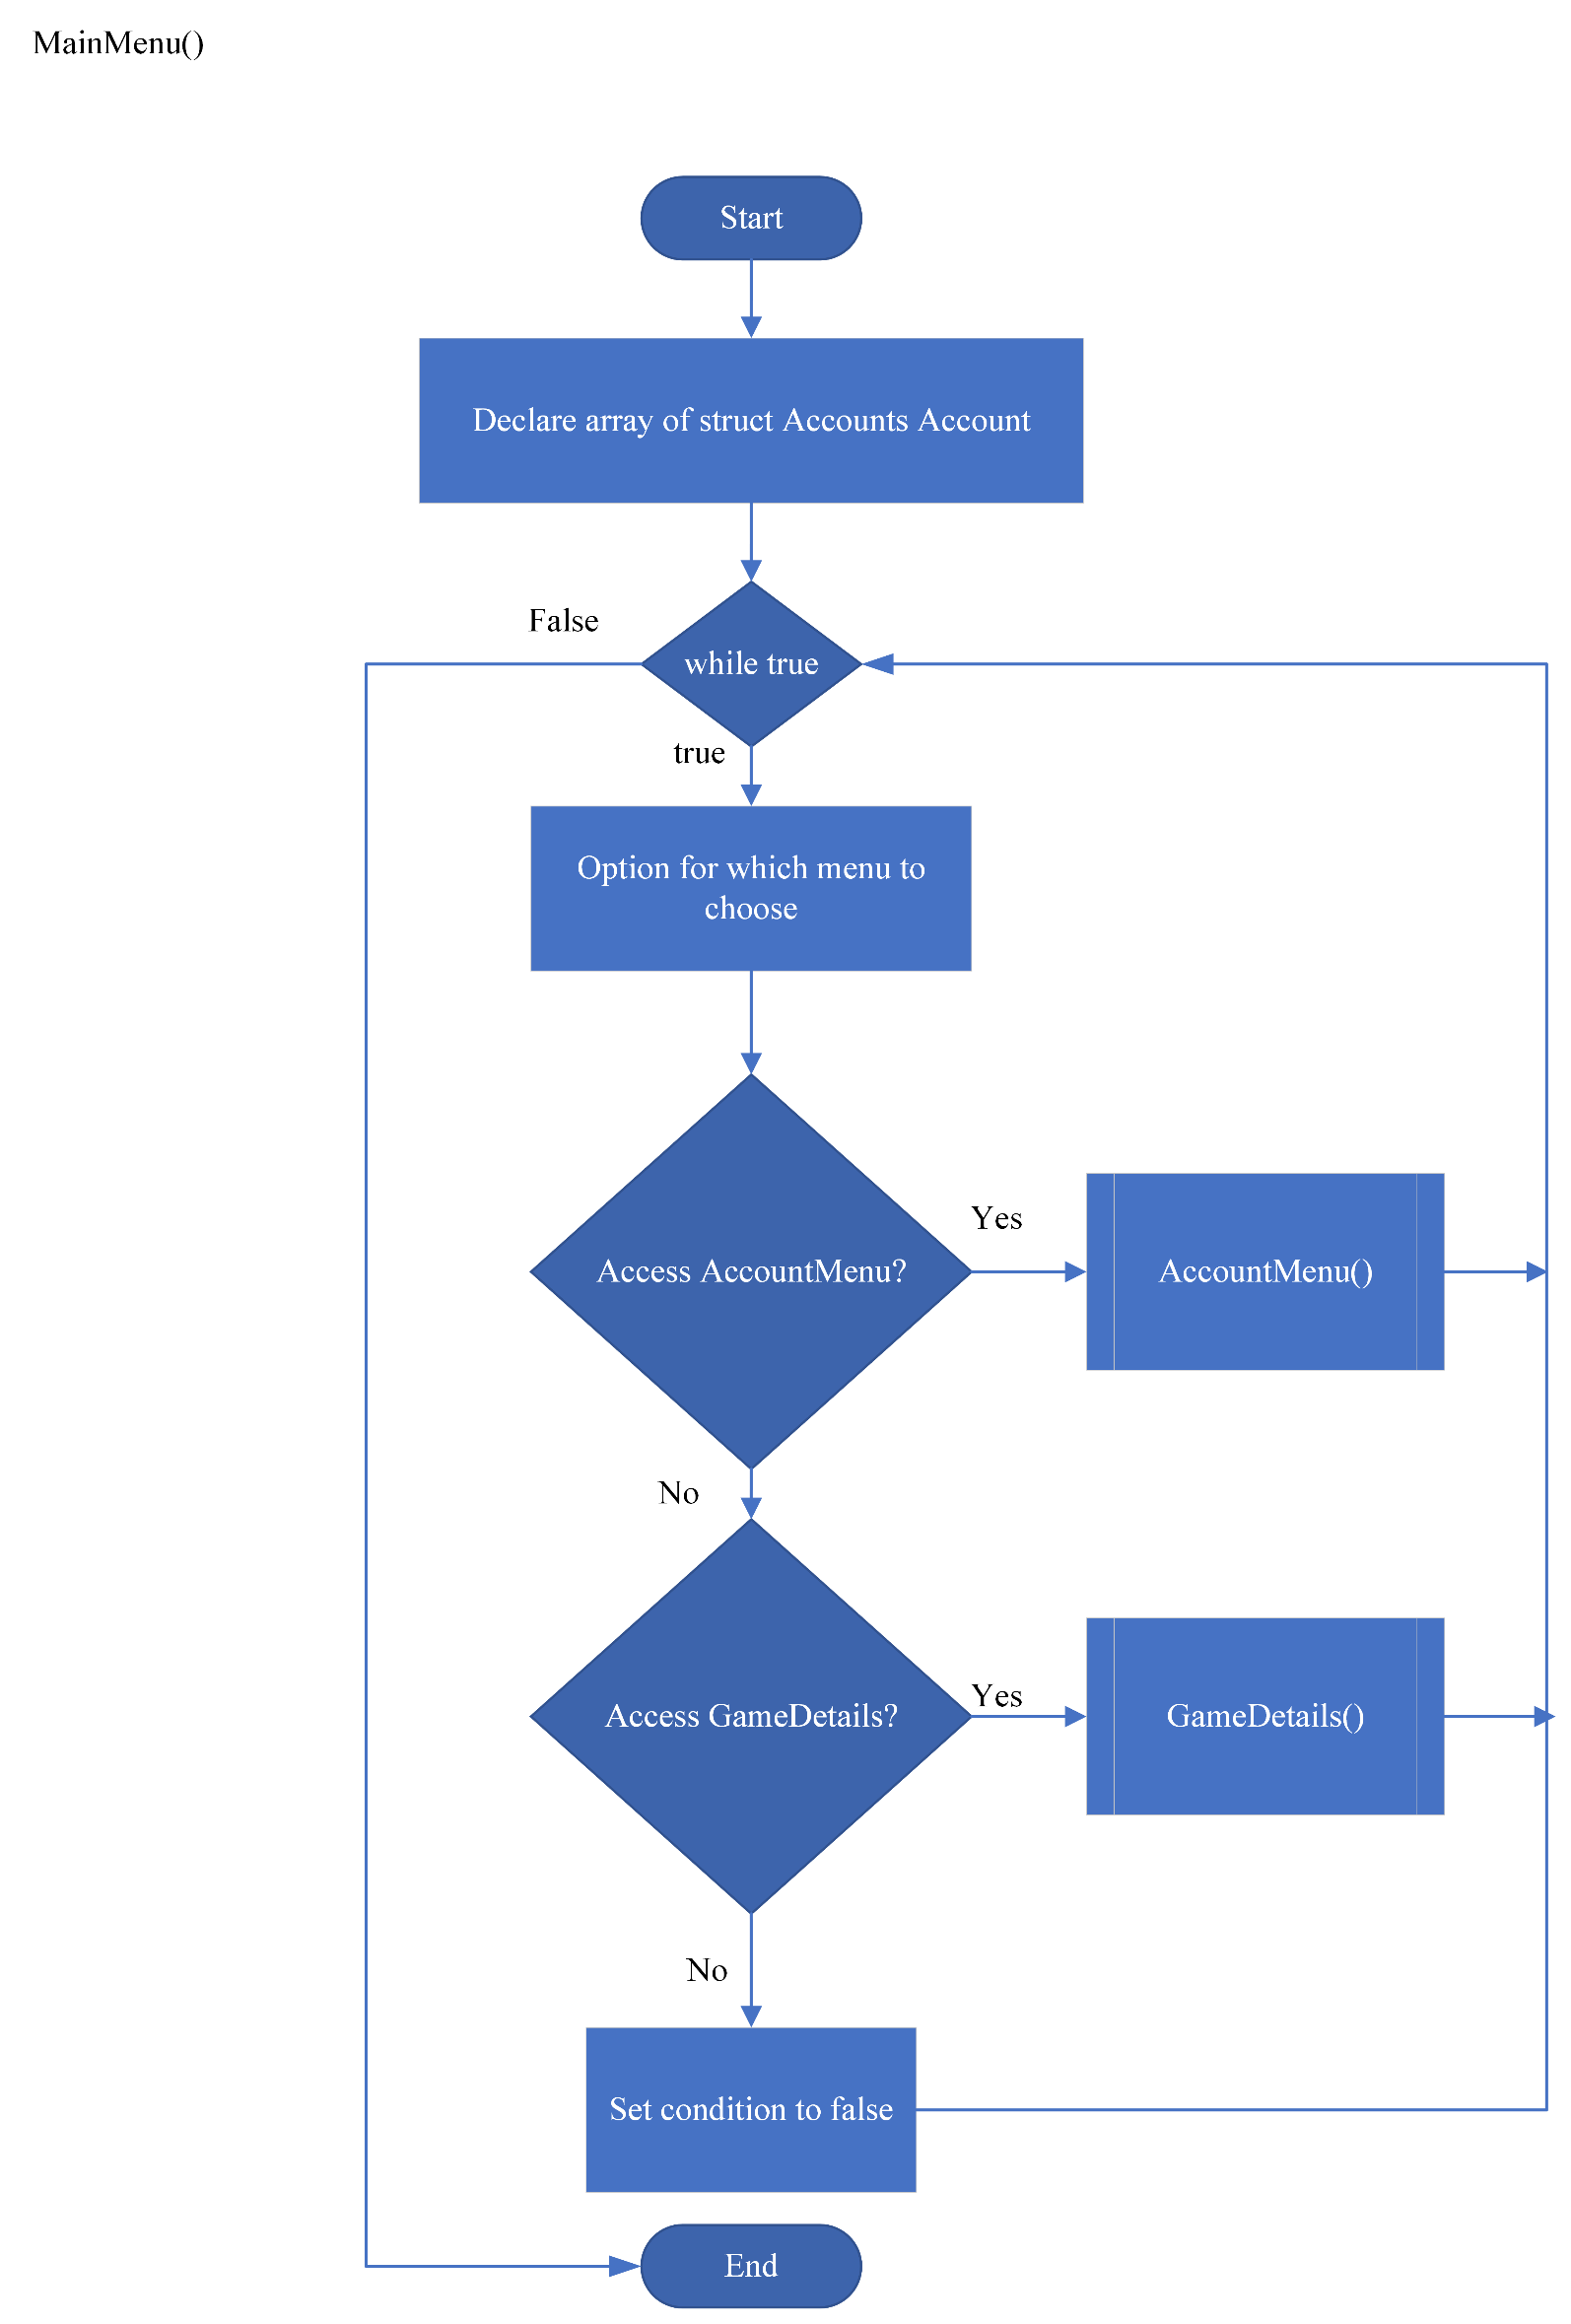 MainMenu()
Start
Declare array of struct Accounts Account
False
while true
true
Option for which menu to
choose
Access AccountMenu?
Yes
AccountMenu()
No
Access GameDetails?
Yes
GameDetails()
No
Set condition to false
End